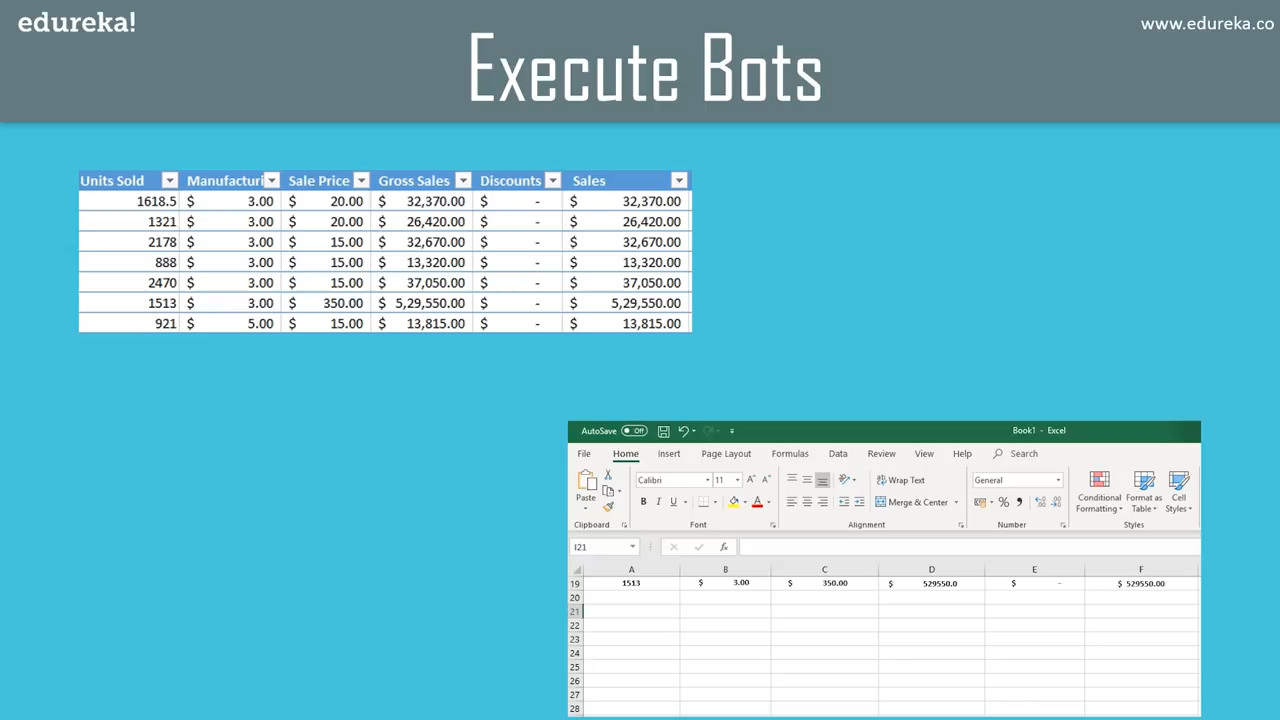 edureka!
www.edureka.co
Execute Bots
Units Sold Manufacturi Sale Price Gross Sales Discounts Sales
1618.5 $ 3.00 $ 20.00 $ 32,370.00 $ - $ 32,370.00
1321 $ 3.00 $ 20.00 $ 26,420.00 $ - $ 26,420.00
2178 $ 3.00 $ 15.00 $ 32,670.00 $ - $ 32,670.00
888 $ 3.00 $ 15.00 $ 13,320.00 $ - $ 13,320.00
2470 $ 3.00 $ 15.00 $ 37,050.00 $ - $ 37,050.00
1513 $ 3.00 $ 350.00 $ 5,29,550.00 $ - $ 5,29,550.00
921 $ 5.00 $ 15.00 $ 13,815.00 $ - $ 13,815.00
AutoSave Off Book1 - Excel
File Home Insert Page Layout Formulas Data Review View Help Search
Calibri 11 Wrap Text General
Paste B I U Merge & Center % Conditional Formatting Format as Table Cell Styles
Clipboard Font Alignment Number Styles
I21 fx
A B C D E F
19 1513 $ 3.00 $ 350.00 $ 529550.0 $ - $ 529550.00
20
21
22
23
24
25
26
27
28